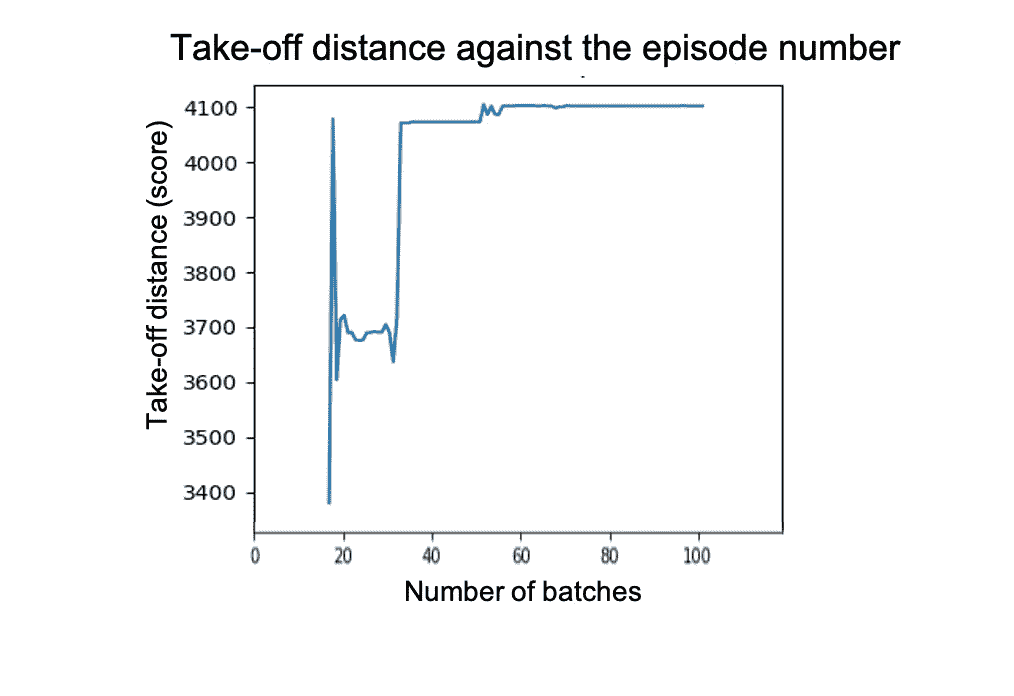 Take-off distance against the episode number
Take-off distance (score)
4100
4000
3900
3800
3700
3600
3500
3400
0 20 40 60 80 100
Number of batches